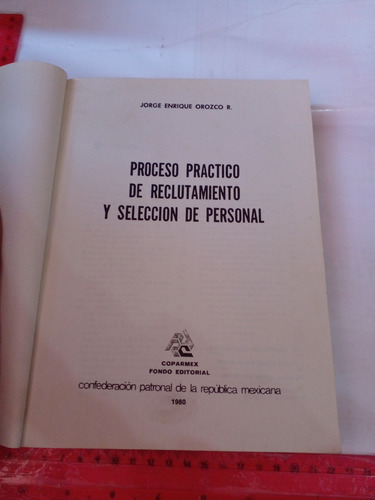 JORGE ENRIQUE OROZCO R.
PROCESO PRACTICO
DE RECLUTAMIENTO
Y SELECCION DE PERSONAL
COPARMEX
FONDO EDITORIAL
confederación patronal de la república mexicana
1980